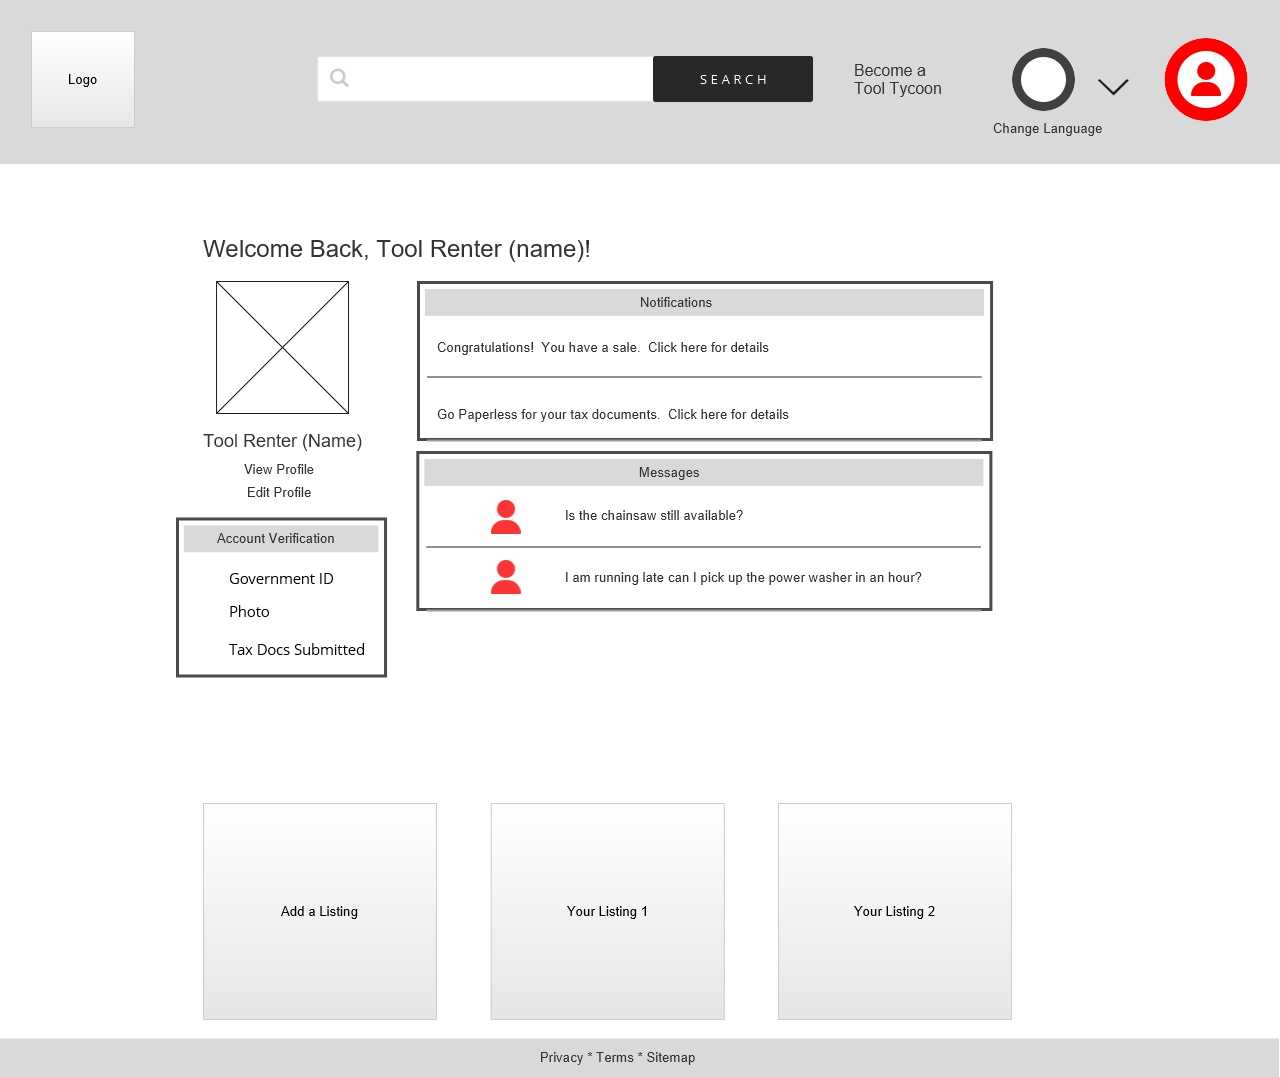 Logo
SEARCH
Become a
Tool Tycoon
Change Language
Welcome Back, Tool Renter (name)!
Tool Renter (Name)
View Profile
Edit Profile
Account Verification
Government ID
Photo
Tax Docs Submitted
Notifications
Congratulations!  You have a sale.  Click here for details
Go Paperless for your tax documents.  Click here for details
Messages
Is the chainsaw still available?
I am running late can I pick up the power washer in an hour?
Add a Listing
Your Listing 1
Your Listing 2
Privacy * Terms * Sitemap